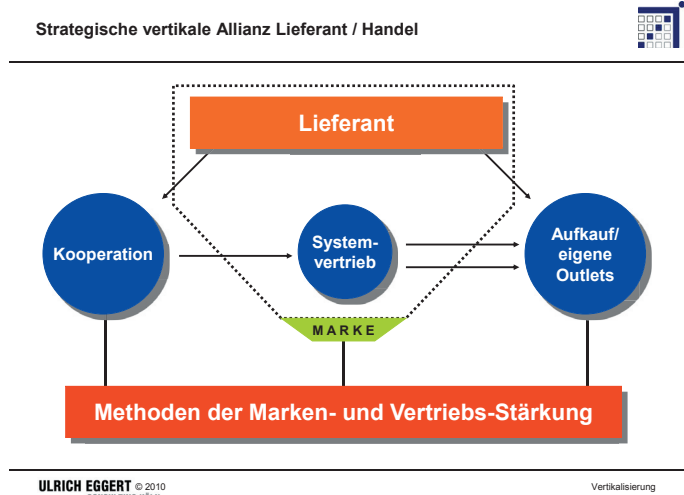 Strategische vertikale Allianz Lieferant / Handel
Lieferant
Kooperation
System-
vertrieb
Aufkauf/
eigene
Outlets
MARKE
Methoden der Marken- und Vertriebs-Stärkung
ULRICH EGGERT © 2010
Vertikalisierung